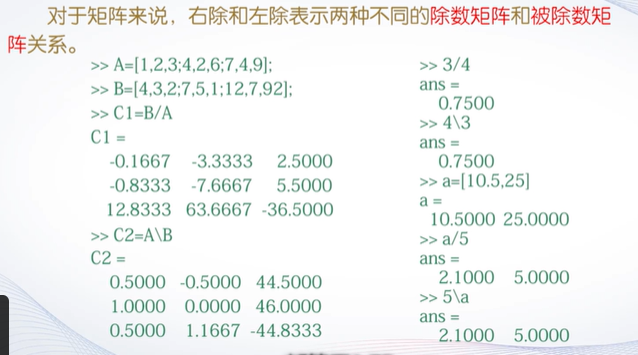 对于矩阵来说，右除和左除表示两种不同的除数矩阵和被除数矩
阵关系。
>> A=[1,2,3;4,2,6;7,4,9];
>> B=[4,3,2;7,5,1;12,7,92];
>> C1=B/A
C1 =
-0.1667 -3.3333 2.5000
-0.8333 -7.6667 5.5000
12.8333 63.6667 -36.5000
>> C2=A\B
C2 =
0.5000 -0.5000 44.5000
1.0000 0.0000 46.0000
0.5000 1.1667 -44.8333
>> 3/4
ans =
0.7500
>> 4\3
ans =
0.7500
>> a=[10.5,25]
a =
10.5000 25.0000
>> a/5
ans =
2.1000 5.0000
>> 5\a
ans =
2.1000 5.0000